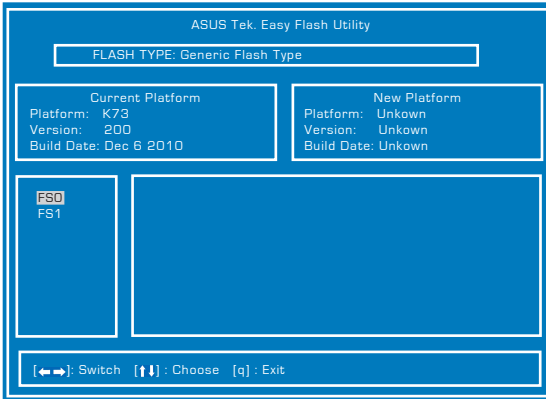 ASUS Tek. Easy Flash Utility
FLASH TYPE: Generic Flash Type
Current Platform
Platform: K73
Version: 200
Build Date: Dec 6 2010
New Platform
Platform: Unkown
Version: Unkown
Build Date: Unkown
FS0
FS1
[←→]: Switch [↑↓] : Choose [q] : Exit